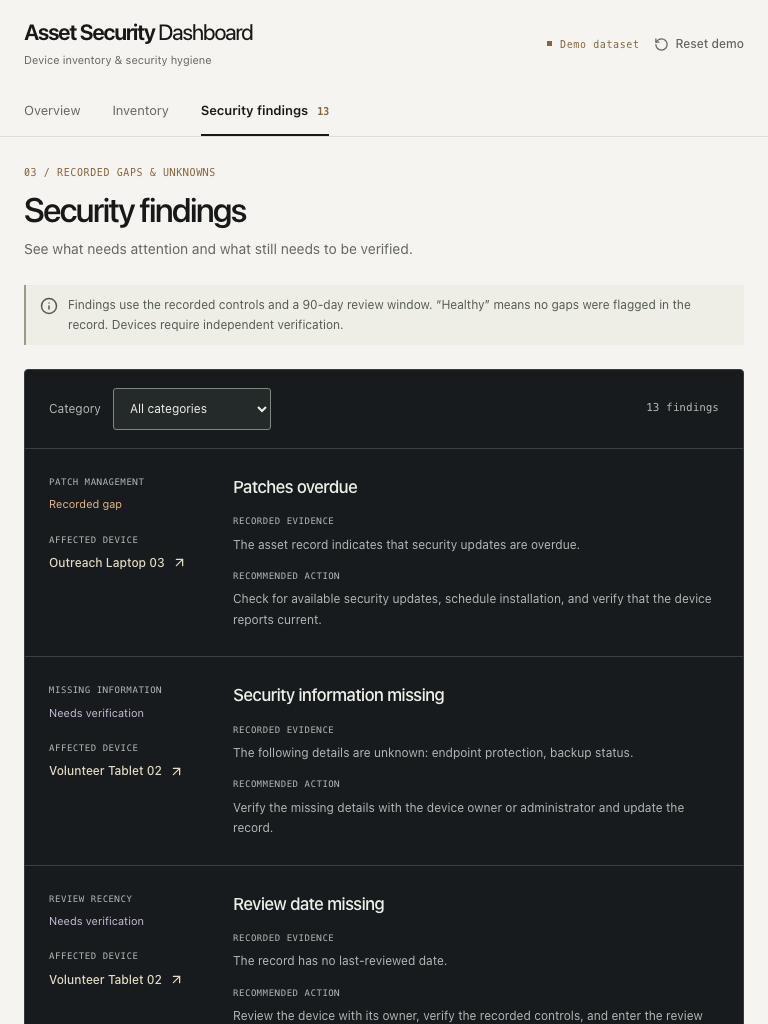 Asset Security Dashboard
Device inventory & security hygiene
Demo dataset
Reset demo
Overview
Inventory
Security findings 13
03 / RECORDED GAPS & UNKNOWNS
Security findings
See what needs attention and what still needs to be verified.
Findings use the recorded controls and a 90-day review window. “Healthy” means no gaps were flagged in the
record. Devices require independent verification.
Category
All categories
13 findings
PATCH MANAGEMENT
Recorded gap
AFFECTED DEVICE
Outreach Laptop 03
Patches overdue
RECORDED EVIDENCE
The asset record indicates that security updates are overdue.
RECOMMENDED ACTION
Check for available security updates, schedule installation, and verify that the device
reports current.
MISSING INFORMATION
Needs verification
AFFECTED DEVICE
Volunteer Tablet 02
Security information missing
RECORDED EVIDENCE
The following details are unknown: endpoint protection, backup status.
RECOMMENDED ACTION
Verify the missing details with the device owner or administrator and update the
record.
REVIEW RECENCY
Needs verification
AFFECTED DEVICE
Volunteer Tablet 02
Review date missing
RECORDED EVIDENCE
The record has no last-reviewed date.
RECOMMENDED ACTION
Review the device with its owner, verify the recorded controls, and enter the review